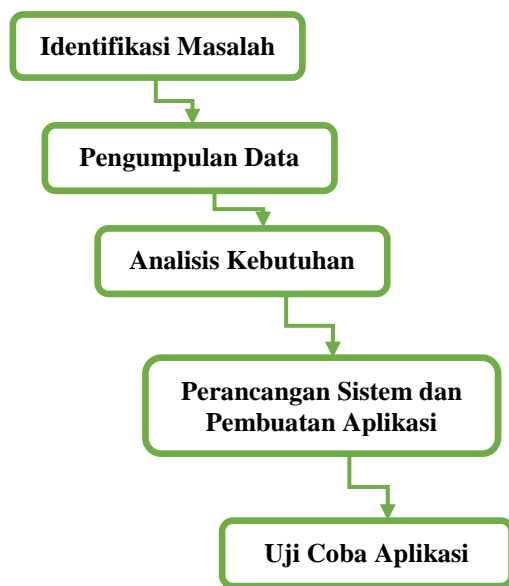 Identifikasi Masalah
Pengumpulan Data
Analisis Kebutuhan
Perancangan Sistem dan
Pembuatan Aplikasi
Uji Coba Aplikasi